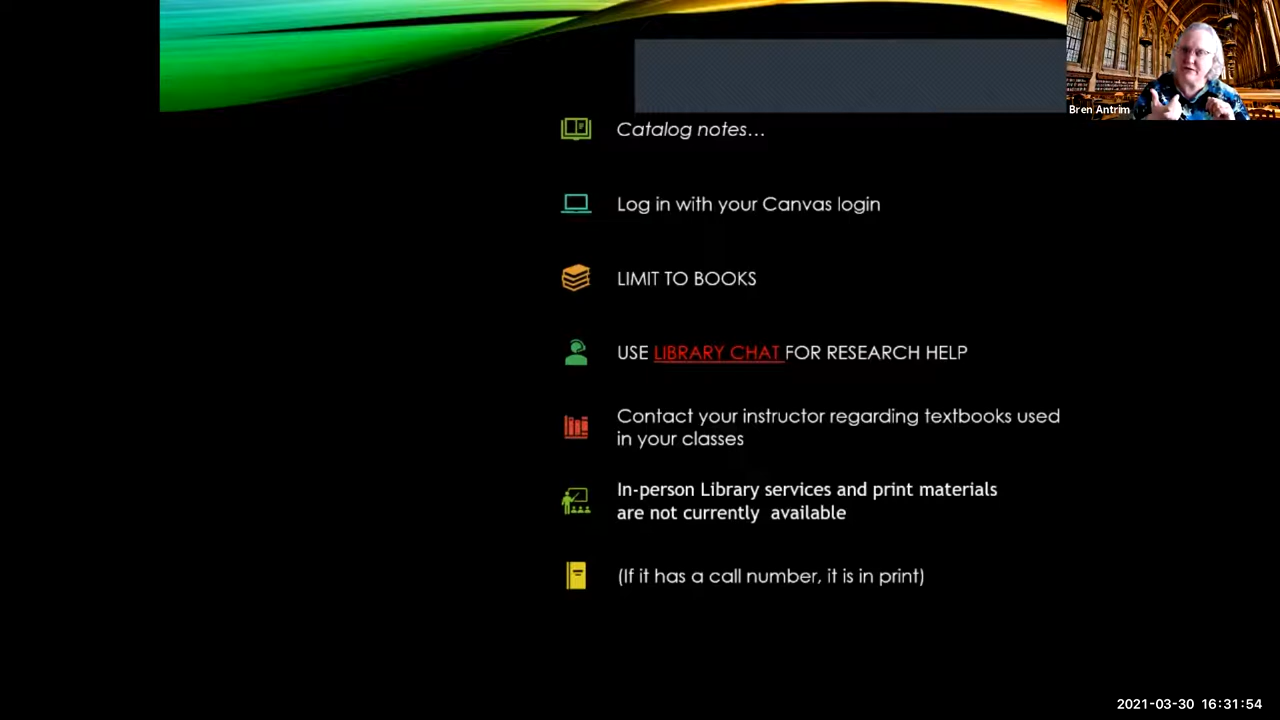 Bren Antrim
Catalog notes...
Log in with your Canvas login
LIMIT TO BOOKS
USE LIBRARY CHAT FOR RESEARCH HELP
Contact your instructor regarding textbooks used
in your classes
In-person Library services and print materials
are not currently  available
(If it has a call number, it is in print)
2021-03-30 16:31:54